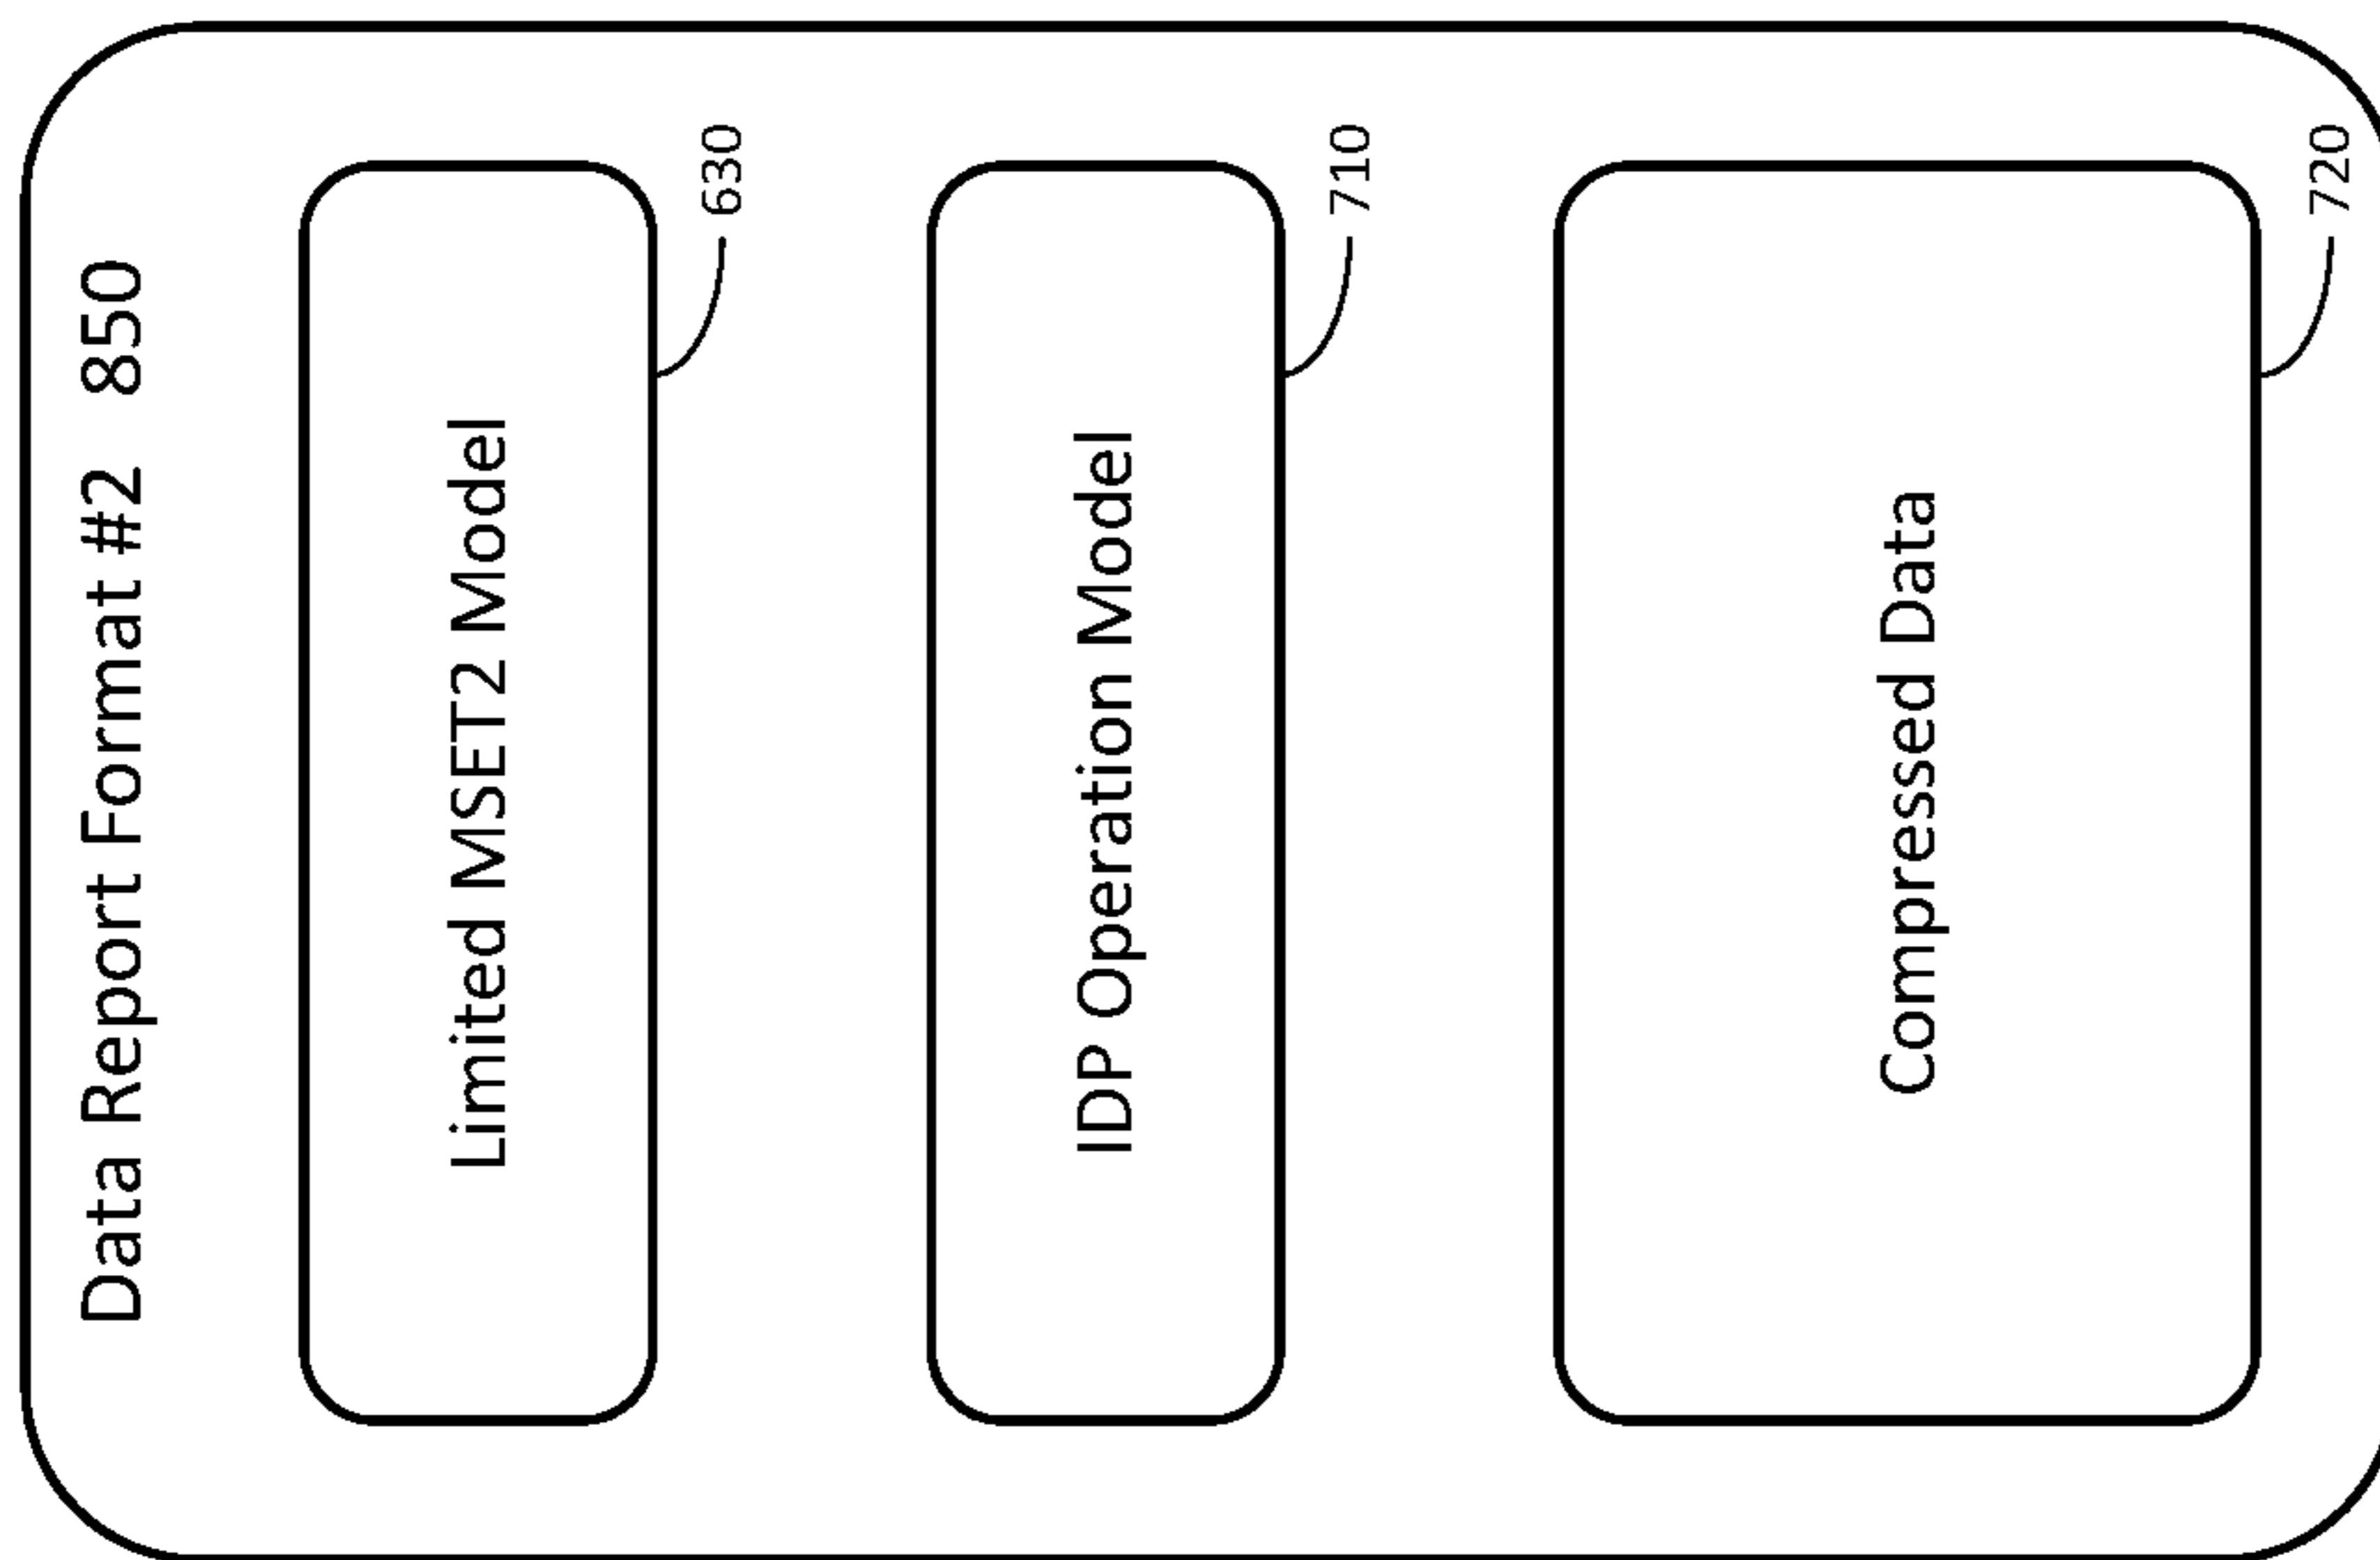 Data Report Format #2 850
Limited MSET2 Model
630
IDP Operation Model
710
Compressed Data
720